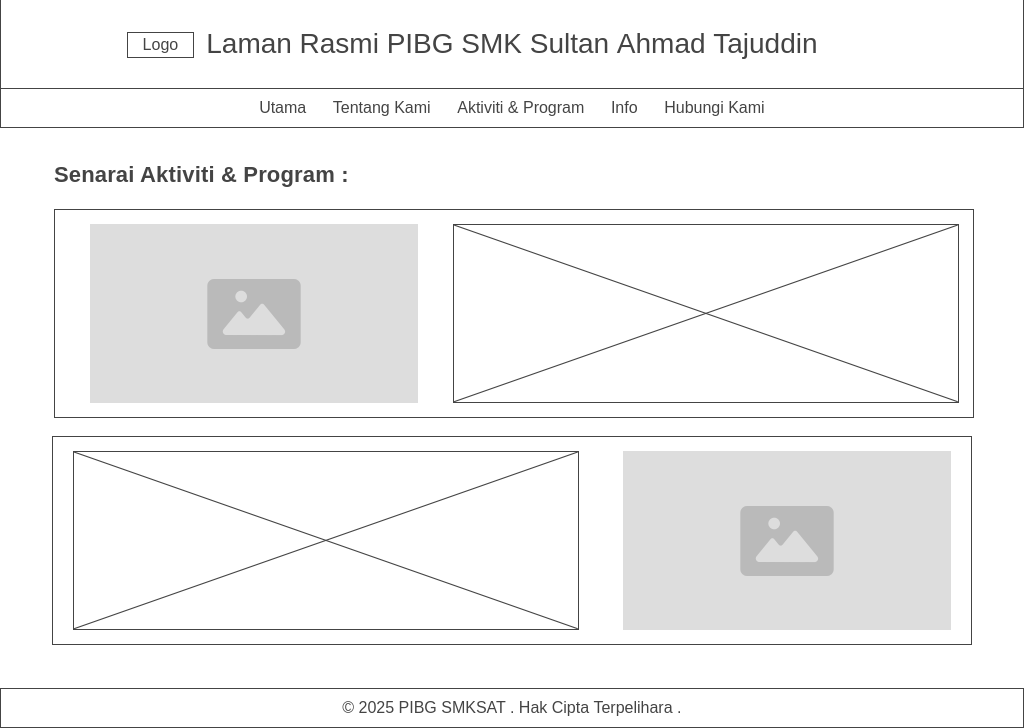 Logo
Laman Rasmi PIBG SMK Sultan Ahmad Tajuddin
Utama Tentang Kami Aktiviti & Program Info Hubungi Kami
Senarai Aktiviti & Program :
© 2025 PIBG SMKSAT . Hak Cipta Terpelihara .